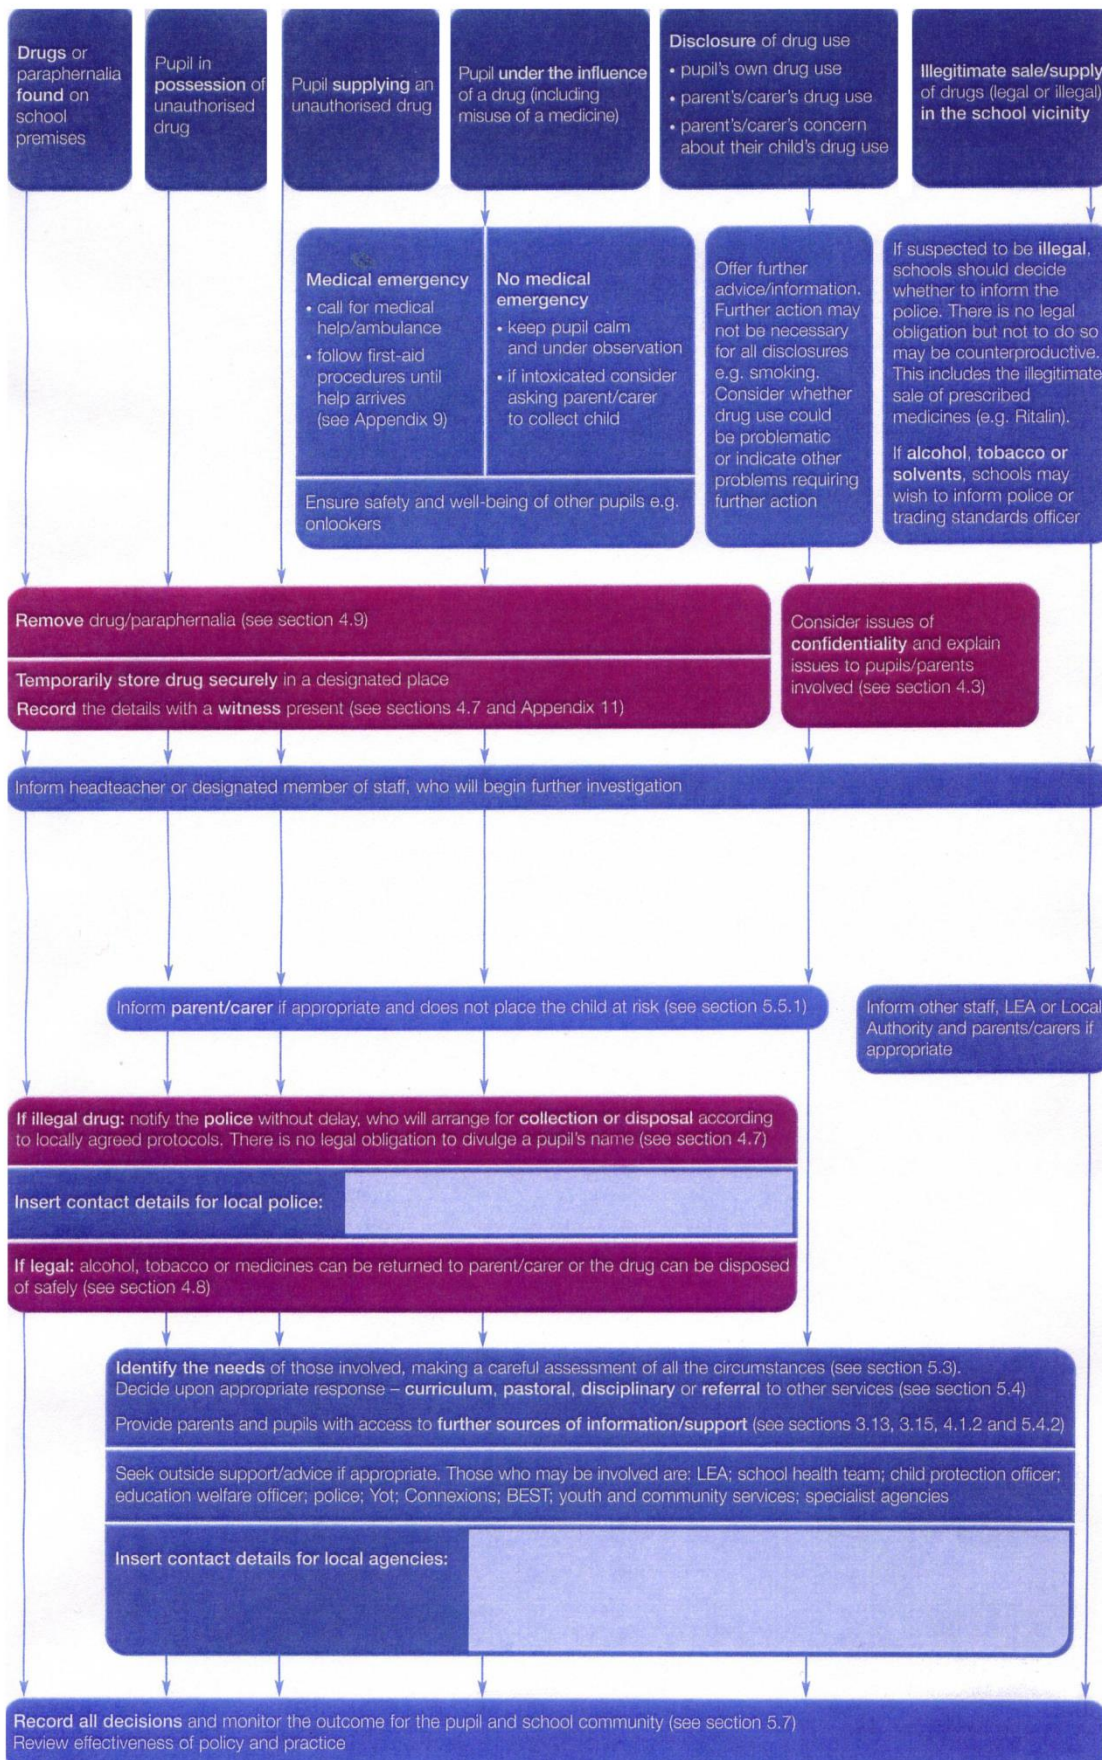 Drugs or
paraphernalia
found on
school
premises
Pupil in
possession of
unauthorised
drug
Pupil supplying an
unauthorised drug
Pupil under the influence
of a drug (including
misuse of a medicine)
Disclosure of drug use
• pupil's own drug use
• parent's/carer's drug use
• parent's/carer's concern
about their child's drug use
Illegitimate sale/supply
of drugs (legal or illegal)
in the school vicinity
Medical emergency
• call for medical
help/ambulance
• follow first-aid
procedures until
help arrives
(see Appendix 9)
No medical
emergency
• keep pupil calm
and under observation
• if intoxicated consider
asking parent/carer
to collect child
Ensure safety and well-being of other pupils e.g.
onlookers
Offer further
advice/information.
Further action may
not be necessary
for all disclosures
e.g. smoking.
Consider whether
drug use could
be problematic
or indicate other
problems requiring
further action
If suspected to be illegal,
schools should decide
whether to inform the
police. There is no legal
obligation but not to do so
may be counterproductive.
This includes the illegitimate
sale of prescribed
medicines (e.g. Ritalin).
If alcohol, tobacco or
solvents, schools may
wish to inform police or
trading standards officer
Remove drug/paraphernalia (see section 4.9)
Temporarily store drug securely in a designated place
Record the details with a witness present (see sections 4.7 and Appendix 11)
Consider issues of
confidentiality and explain
issues to pupils/parents
involved (see section 4.3)
Inform headteacher or designated member of staff, who will begin further investigation
Inform parent/carer if appropriate and does not place the child at risk (see section 5.5.1)
Inform other staff, LEA or Local
Authority and parents/carers if
appropriate
If illegal drug: notify the police without delay, who will arrange for collection or disposal according
to locally agreed protocols. There is no legal obligation to divulge a pupil's name (see section 4.7)
Insert contact details for local police:
If legal: alcohol, tobacco or medicines can be returned to parent/carer or the drug can be disposed
of safely (see section 4.8)
Identify the needs of those involved, making a careful assessment of all the circumstances (see section 5.3).
Decide upon appropriate response – curriculum, pastoral, disciplinary or referral to other services (see section 5.4)
Provide parents and pupils with access to further sources of information/support (see sections 3.13, 3.15, 4.1.2 and 5.4.2)
Seek outside support/advice if appropriate. Those who may be involved are: LEA; school health team; child protection officer;
education welfare officer; police; Yot; Connexions; BEST; youth and community services; specialist agencies
Insert contact details for local agencies:
Record all decisions and monitor the outcome for the pupil and school community (see section 5.7)
Review effectiveness of policy and practice